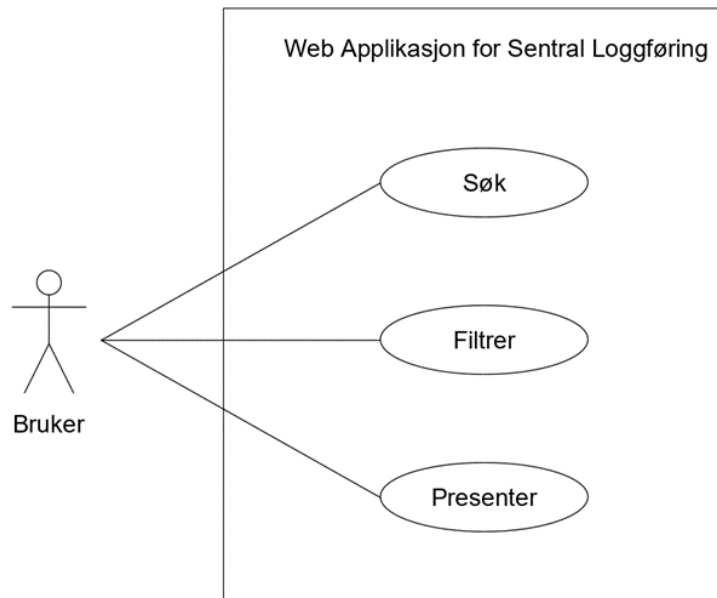 Web Applikasjon for Sentral Loggføring
Søk
Filtrer
Bruker
Presenter